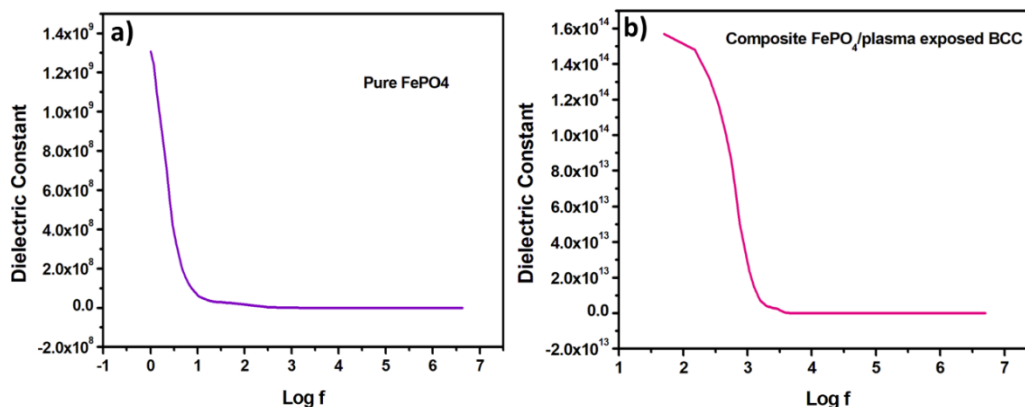 a)
Pure FePO4
Dielectric Constant
1.4x10⁹
1.2x10⁹
1.0x10⁹
8.0x10⁸
6.0x10⁸
4.0x10⁸
2.0x10⁸
0.0
-2.0x10⁸
-1 0 1 2 3 4 5 6 7
Log f
b)
Composite FePO₄/plasma exposed BCC
Dielectric Constant
1.6x10¹⁴
1.4x10¹⁴
1.2x10¹⁴
1.0x10¹⁴
8.0x10¹³
6.0x10¹³
4.0x10¹³
2.0x10¹³
0.0
-2.0x10¹³
1 2 3 4 5 6 7
Log f